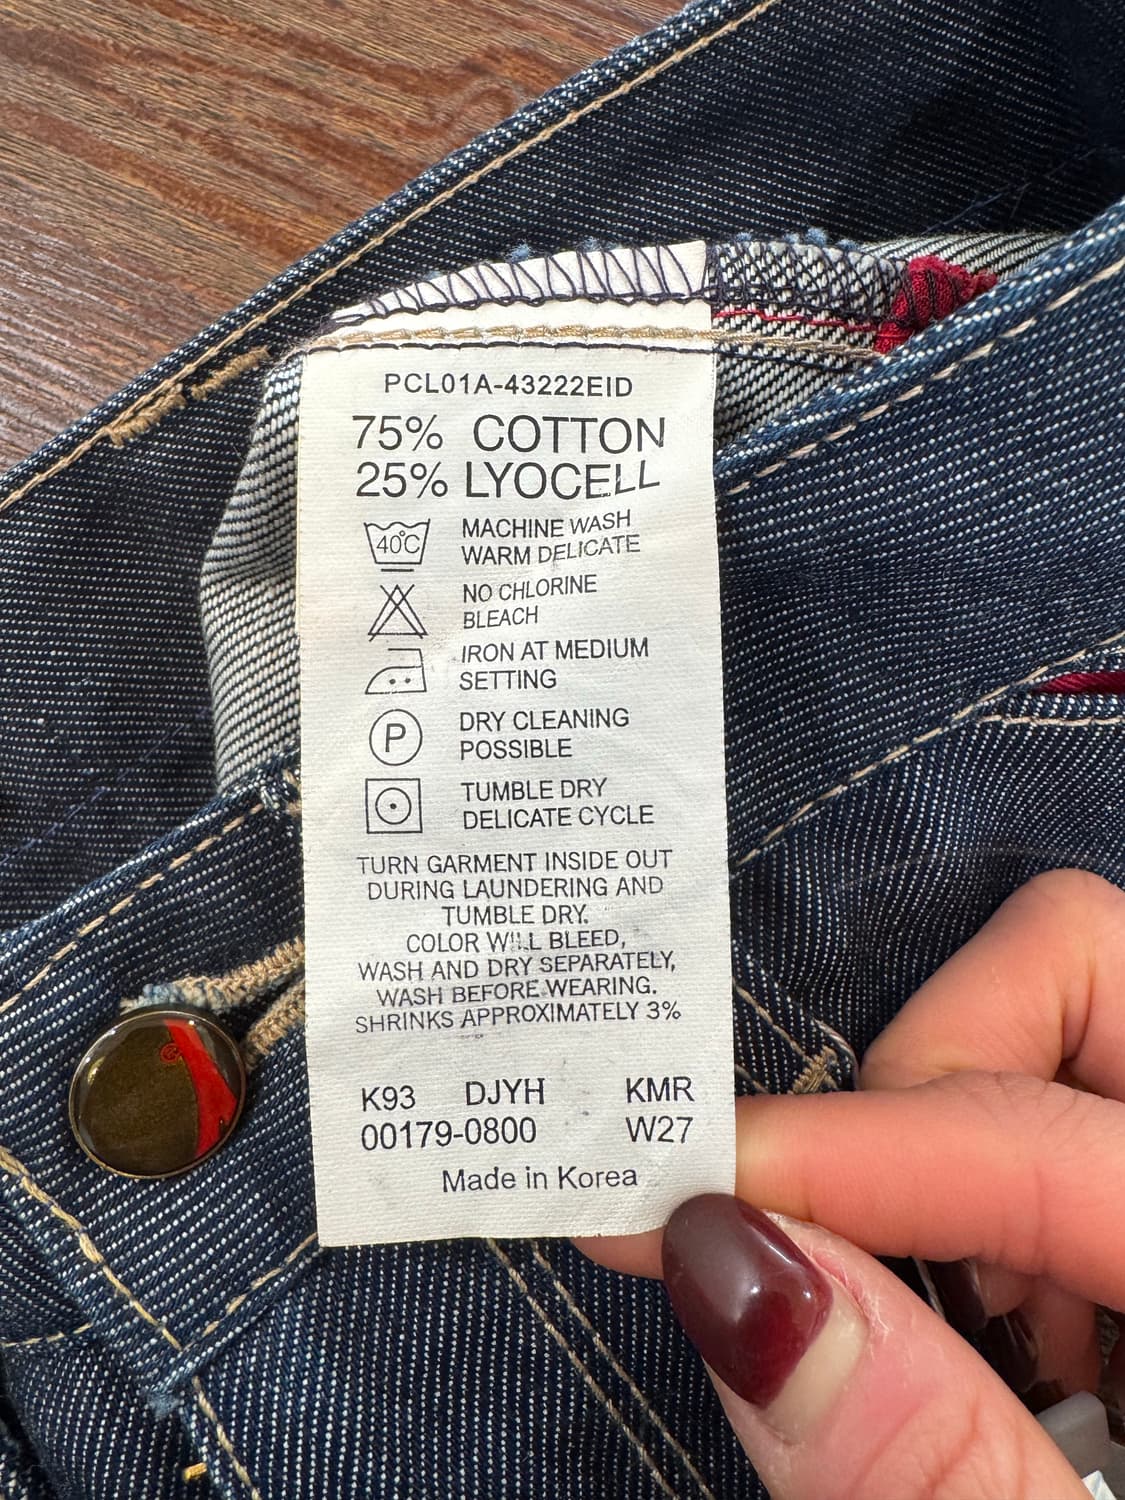 PCL01A-43222EID
75% COTTON
25% LYOCELL
40°C
MACHINE WASH
WARM DELICATE
NO CHLORINE
BLEACH
IRON AT MEDIUM
SETTING
P
DRY CLEANING
POSSIBLE
TUMBLE DRY
DELICATE CYCLE
TURN GARMENT INSIDE OUT
DURING LAUNDERING AND
TUMBLE DRY.
COLOR WILL BLEED,
WASH AND DRY SEPARATELY,
WASH BEFORE WEARING.
SHRINKS APPROXIMATELY 3%
K93 DJYH KMR
00179-0800 W27
Made in Korea